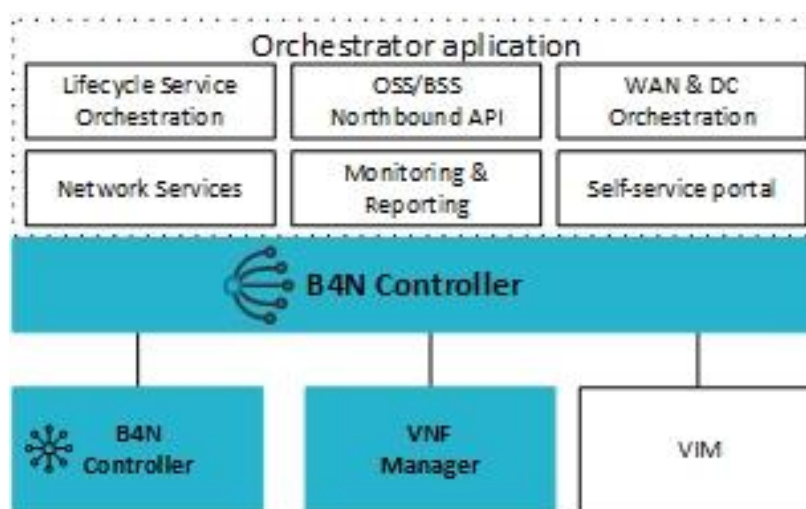 Orchestrator aplication
Lifecycle Service
Orchestration
OSS/BSS
Northbound API
WAN & DC
Orchestration
Network Services
Monitoring &
Reporting
Self-service portal
B4N Controller
B4N
Controller
VNF
Manager
VIM